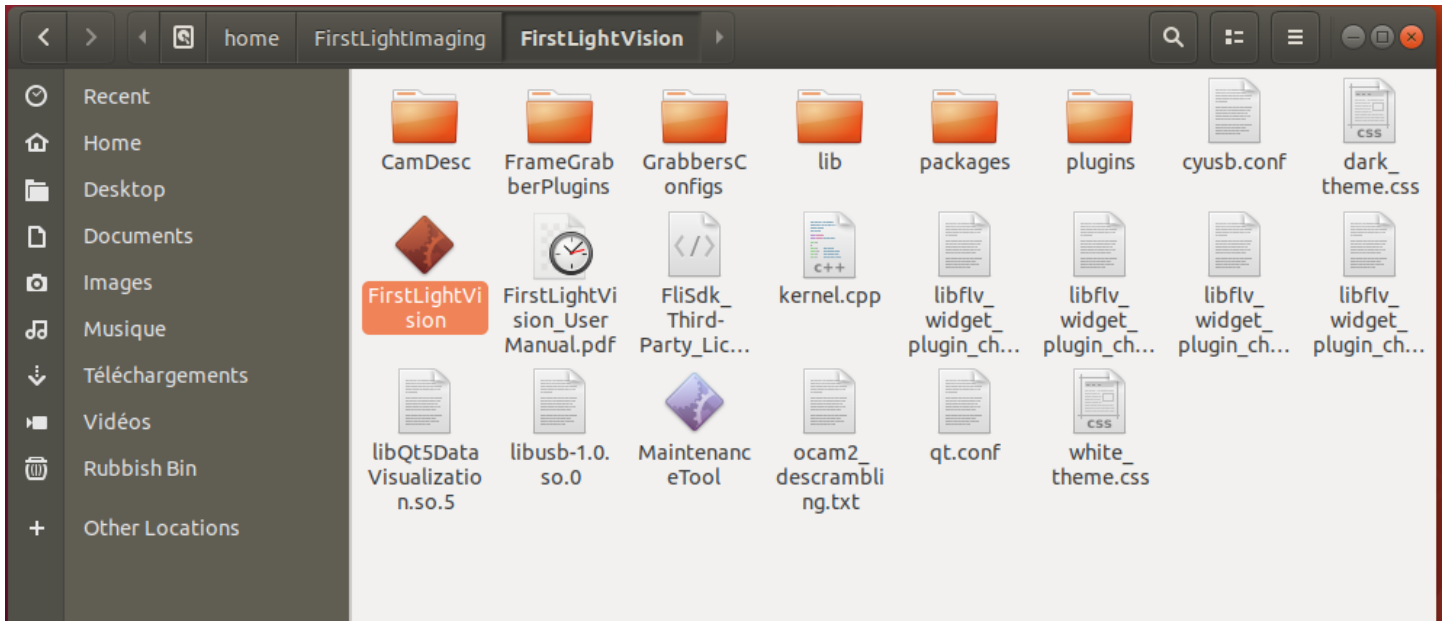 home FirstLightImaging FirstLightVision
Recent
Home
Desktop
Documents
Images
Musique
Téléchargements
Vidéos
Rubbish Bin
Other Locations
CamDesc
FrameGrab
berPlugins
GrabbersC
onfigs
lib
packages
plugins
cyusb.conf
dark_
theme.css
css
FirstLightVi
sion
FirstLightVi
sion_User
Manual.pdf
FliSdk_
Third-
Party_Lic...
c++
kernel.cpp
libflv_
widget_
plugin_ch...
libflv_
widget_
plugin_ch...
libflv_
widget_
plugin_ch...
libflv_
widget_
plugin_ch...
libQt5Data
Visualizatio
n.so.5
libusb-1.0.
so.0
Maintenanc
eTool
ocam2_
descrambli
ng.txt
qt.conf
css
white_
theme.css